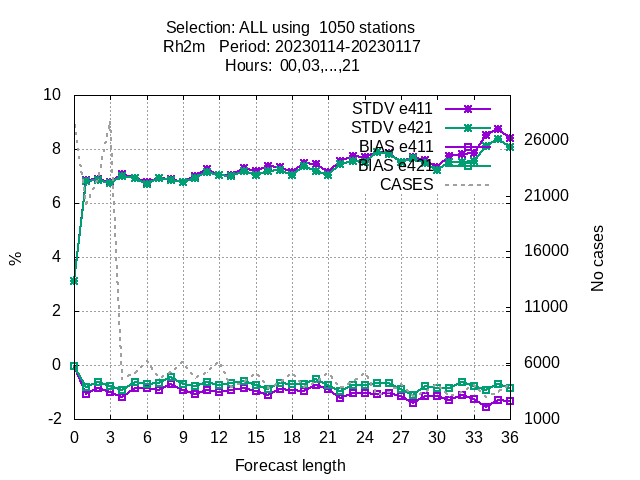 Selection: ALL using  1050 stations
Rh2m   Period: 20230114-20230117
Hours:  00,03,...,21
10
8
6
4
2
0
-2
%
STDV e411
STDV e421
BIAS e411
BIAS e421
CASES
26000
21000
16000
11000
6000
1000
No cases
0 3 6 9 12 15 18 21 24 27 30 33 36
Forecast length